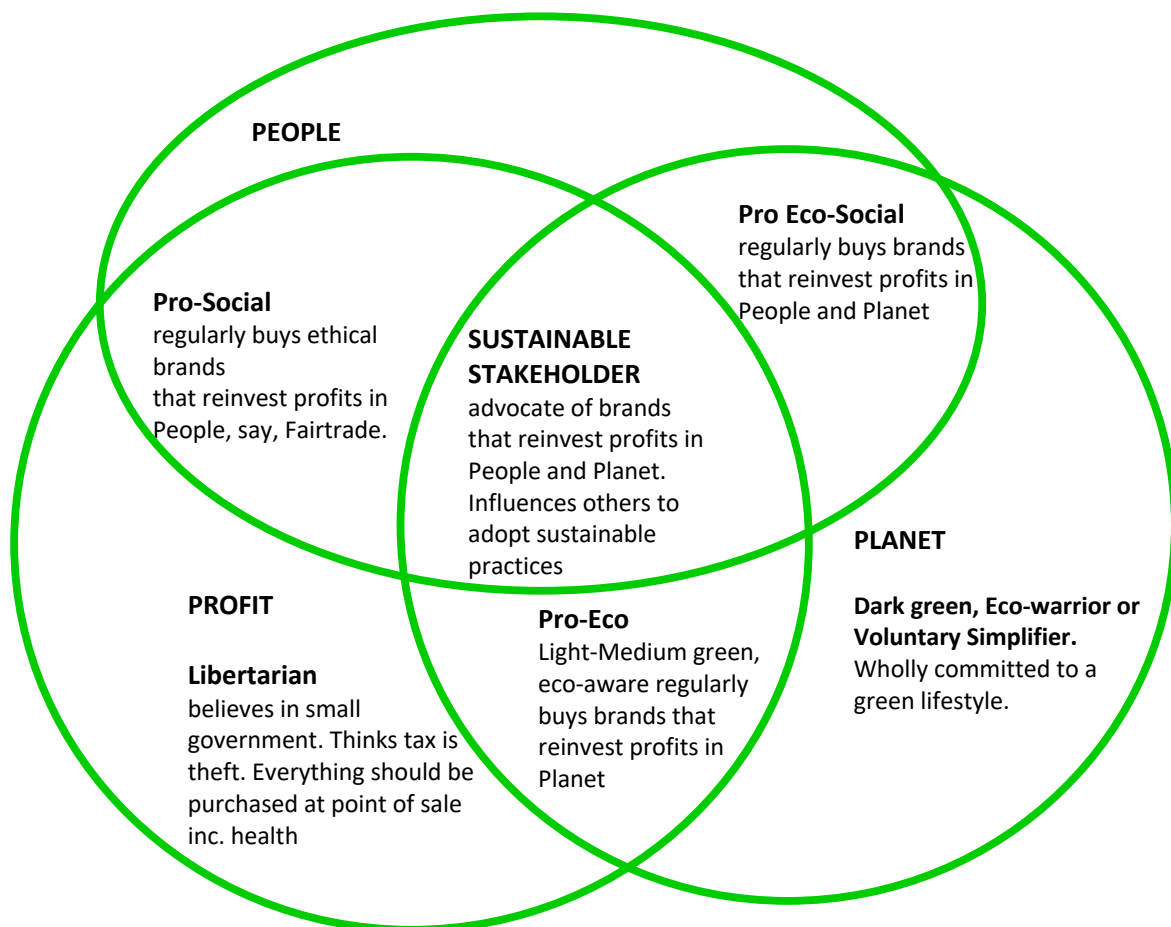 PEOPLE
Pro Eco-Social
regularly buys brands
that reinvest profits in
People and Planet
Pro-Social
regularly buys ethical
brands
that reinvest profits in
People, say, Fairtrade.
SUSTAINABLE
STAKEHOLDER
advocate of brands
that reinvest profits in
People and Planet.
Influences others to
adopt sustainable
practices
PLANET
Dark green, Eco-warrior or
Voluntary Simplifier.
Wholly committed to a
green lifestyle.
PROFIT
Libertarian
believes in small
government. Thinks tax is
theft. Everything should be
purchased at point of sale
inc. health
Pro-Eco
Light-Medium green,
eco-aware regularly
buys brands that
reinvest profits in
Planet